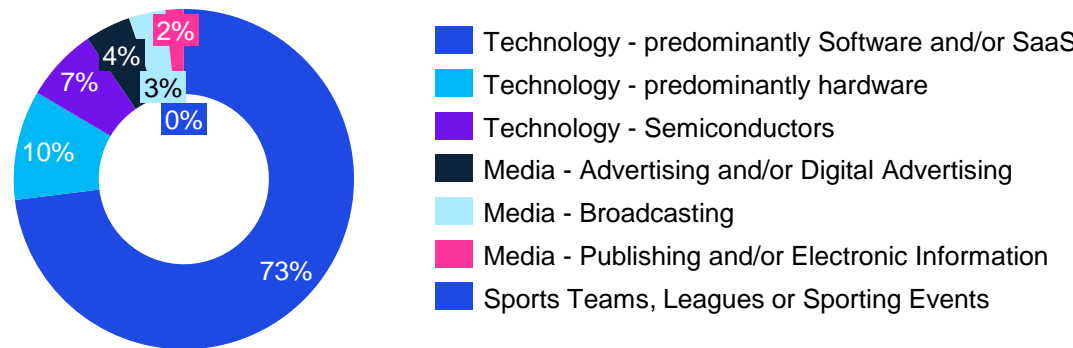 2%
4%
7%
3%
0%
10%
73%
Technology - predominantly Software and/or SaaS
Technology - predominantly hardware
Technology - Semiconductors
Media - Advertising and/or Digital Advertising
Media - Broadcasting
Media - Publishing and/or Electronic Information
Sports Teams, Leagues or Sporting Events